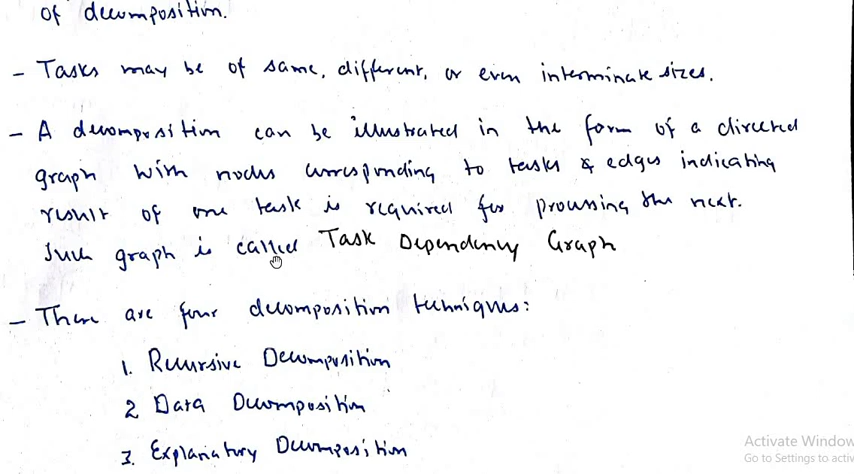 of decomposition.
- Tasks may be of same, different, or even interminate sizes.
- A decomposition can be illustrated in the form of a directed
graph with nodes corresponding to tasks & edges indicating
result of one task is required for processing the next.
Such graph is called Task Dependency Graph
- There are four decomposition techniques:
1. Recursive Decomposition
2 Data Decomposition
3. Explanatory Decomposition
Activate Window
Go to Settings to activ